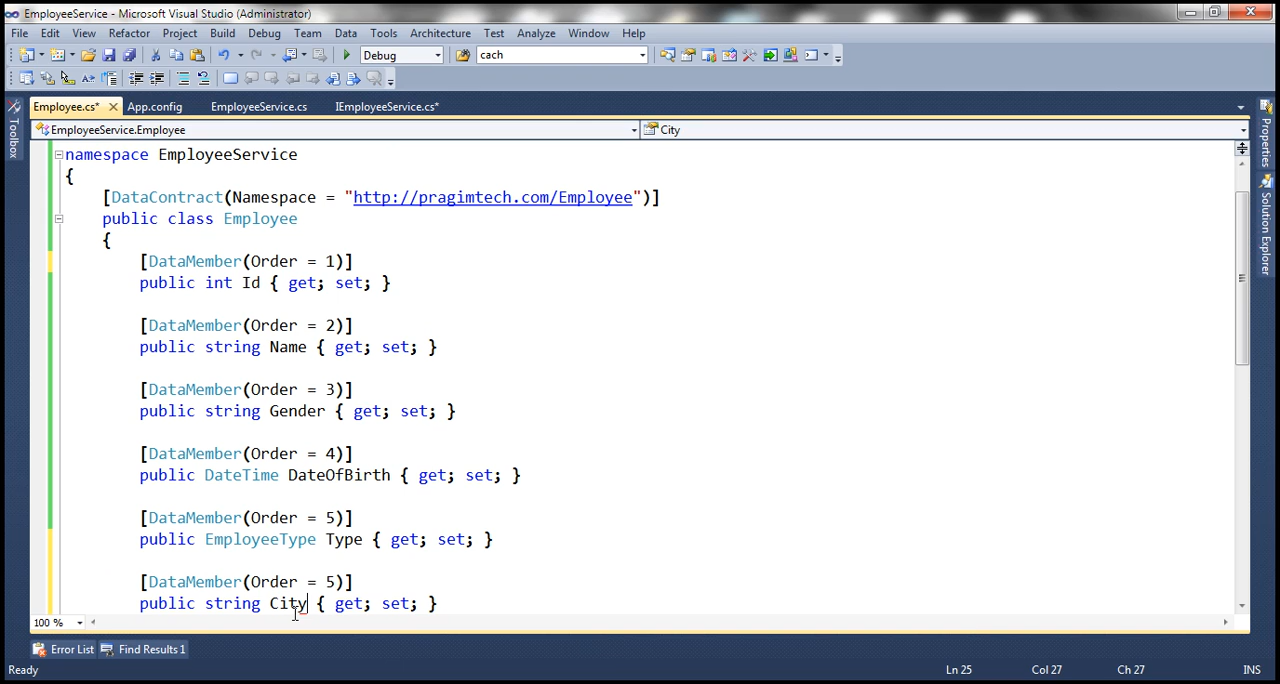 EmployeeService - Microsoft Visual Studio (Administrator)
File Edit View Refactor Project Build Debug Team Data Tools Architecture Test Analyze Window Help
Debug cach
Employee.cs* App.config EmployeeService.cs IEmployeeService.cs*
Toolbox
Properties
Solution Explorer
EmployeeService.Employee City
namespace EmployeeService
{
[DataContract(Namespace = "http://pragimtech.com/Employee")]
public class Employee
{
[DataMember(Order = 1)]
public int Id { get; set; }
[DataMember(Order = 2)]
public string Name { get; set; }
[DataMember(Order = 3)]
public string Gender { get; set; }
[DataMember(Order = 4)]
public DateTime DateOfBirth { get; set; }
[DataMember(Order = 5)]
public EmployeeType Type { get; set; }
[DataMember(Order = 5)]
public string City { get; set; }
100 %
Error List Find Results 1
Ready Ln 25 Col 27 Ch 27 INS